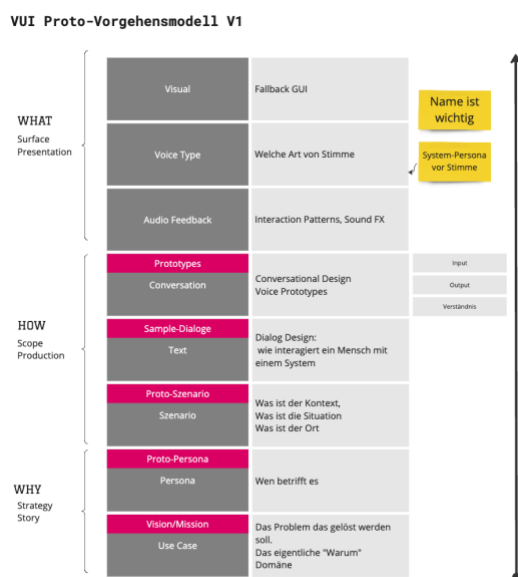 VUI Proto-Vorgehensmodell V1
WHAT
Surface
Presentation
Visual
Fallback GUI
Name ist
wichtig
Voice Type
Welche Art von Stimme
System-Persona
vor Stimme
Audio Feedback
Interaction Patterns, Sound FX
HOW
Scope
Production
Prototypes
Conversation
Conversational Design
Voice Prototypes
Input
Output
Verständnis
Sample-Dialoge
Text
Dialog Design:
wie interagiert ein Mensch mit
einem System
Proto-Szenario
Szenario
Was ist der Kontext,
Was ist die Situation
Was ist der Ort
WHY
Strategy
Story
Proto-Persona
Persona
Wen betrifft es
Vision/Mission
Use Case
Das Problem das gelöst werden
soll.
Das eigentliche "Warum"
Domäne